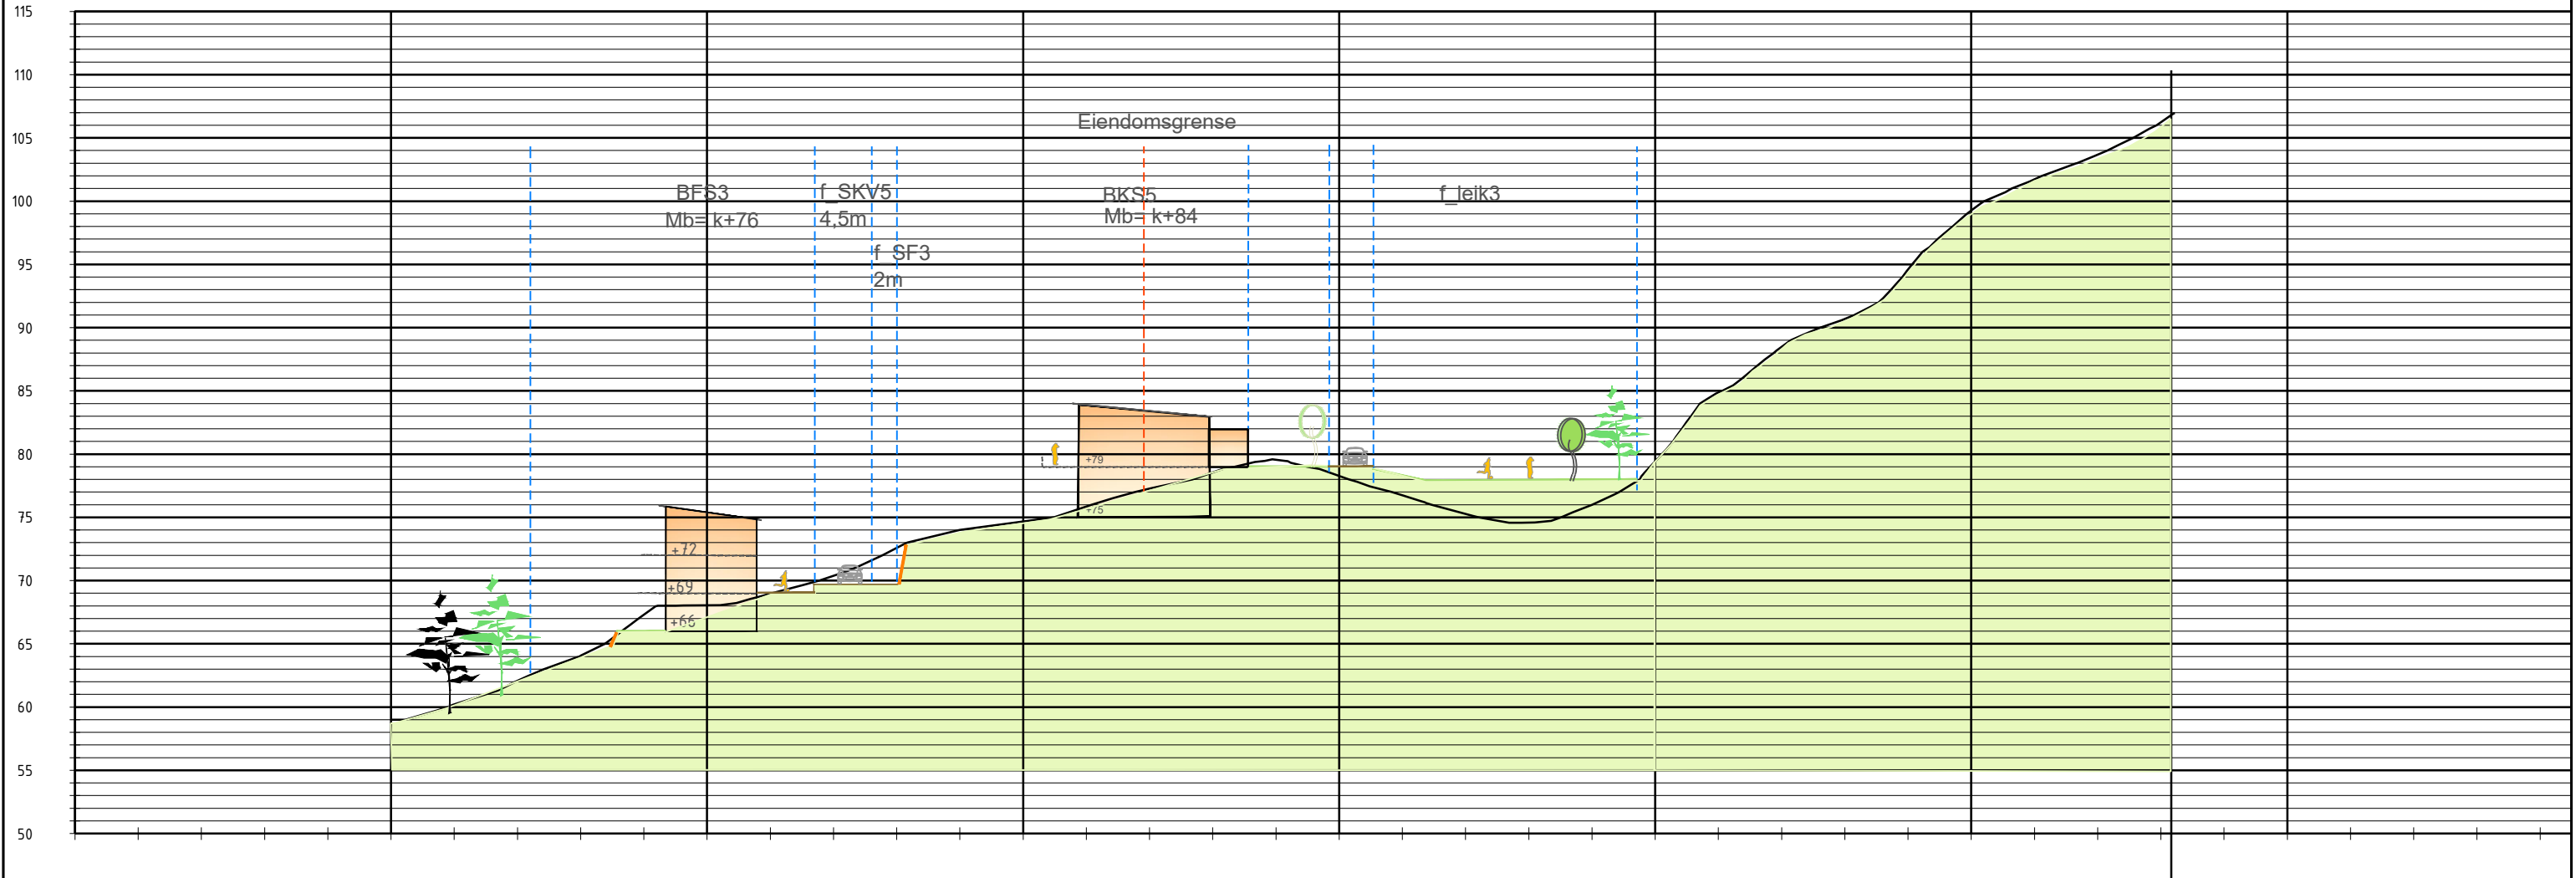 115
110
105
100
95
90
85
80
75
70
65
60
55
50
Eiendomsgrense
BFS3
Mb= k+76
f_SKV5
4,5m
f_SF3
2m
BKS5
Mb= k+84
f_leik3
+79
+75
+72
+69
+66